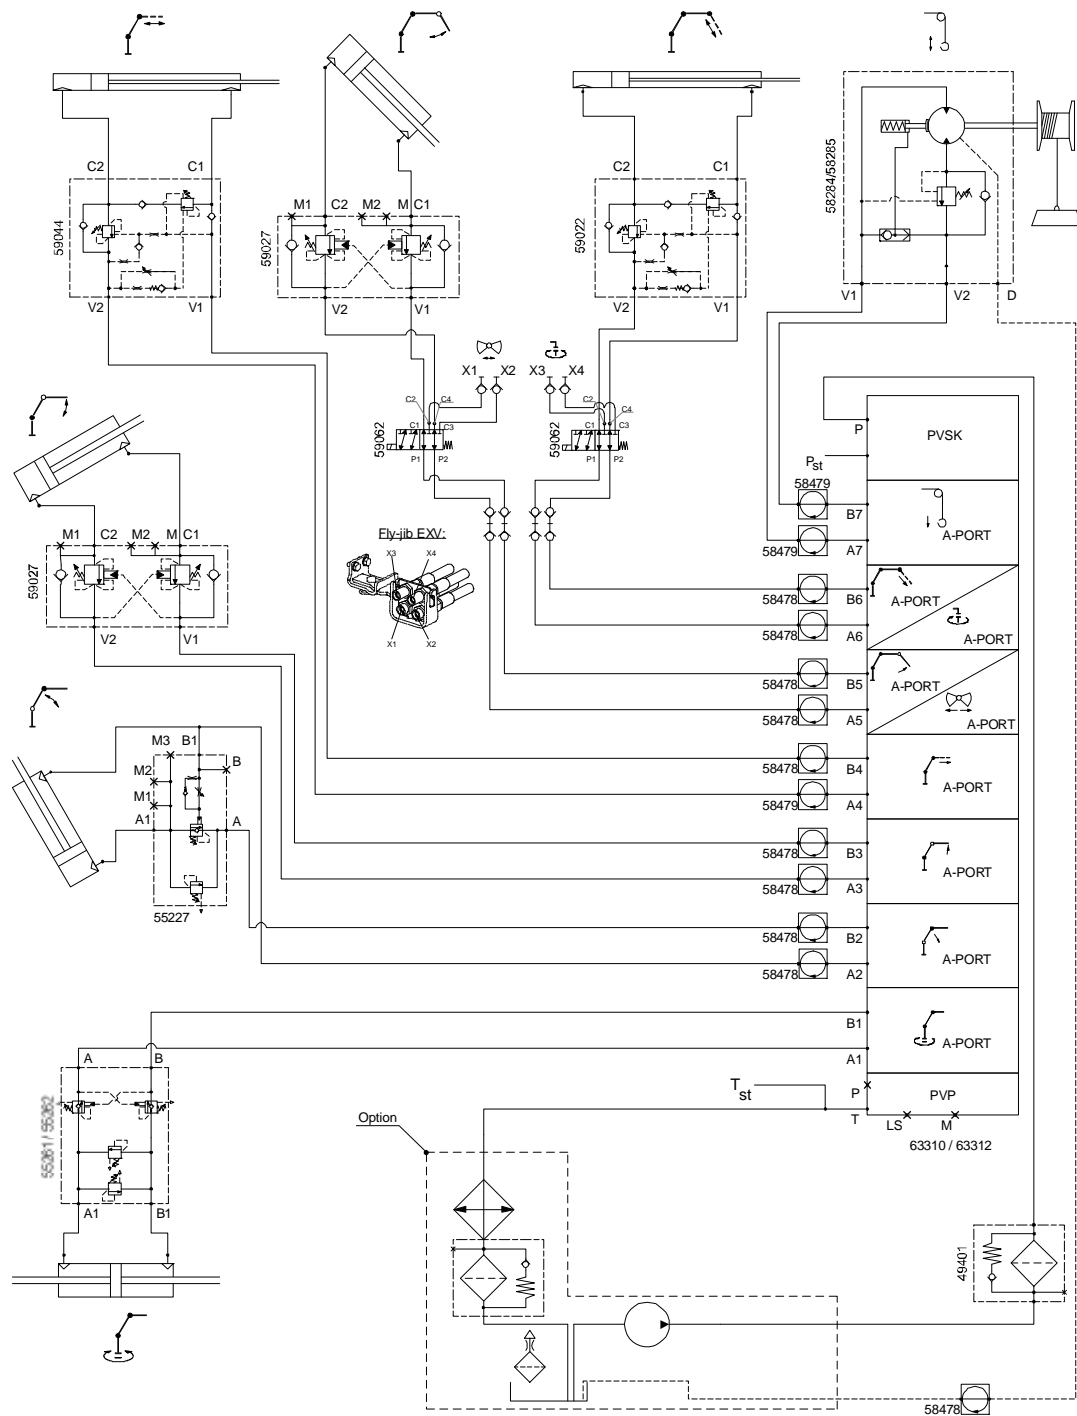 C2 C1
59044
V2 V1
M1 C2 M2 M C1
59027
V2 V1
C2 C1
59022
V2 V1
58284/58285
V1 V2 D
X1 X2
X3 X4
C2 C4
C1 C3
59062
P1 P2
C2 C4
C1 C3
59062
P1 P2
Fly-jib EXV:
X3 X4
X1 X2
M1 C2 M2 M C1
59027
V2 V1
M3 B1
B
M2
M1
A1 A
55227
P
PVSK
Pst
58479
B7
A-PORT
58479 A7
B6
A-PORT
58478
A6
A-PORT
58478
B5
A-PORT
58478
A5
A-PORT
58478
B4
58478
A-PORT
A4
58479
B3
58478
A-PORT
A3
58478
B2
58478
A-PORT
A2
58478
B1
A-PORT
A1
Tst
P
PVP
T
LS M
63310 / 63312
A B
55261 / 55262
A1 B1
Option
49401
58478